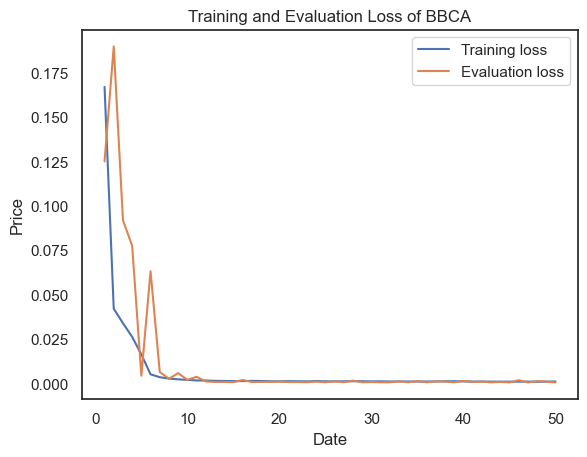 Training and Evaluation Loss of BBCA
Training loss
Evaluation loss
Price
0.175
0.150
0.125
0.100
0.075
0.050
0.025
0.000
0 10 20 30 40 50
Date